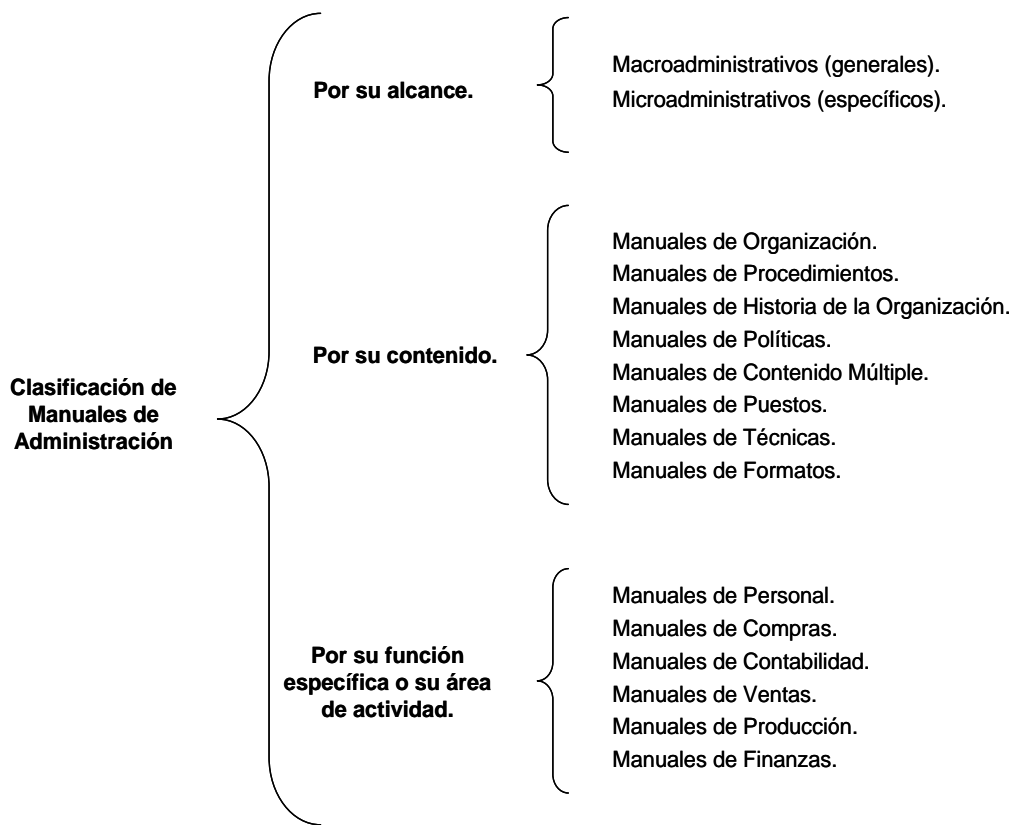 Clasificación de
Manuales de
Administración
Por su alcance.
Macroadministrativos (generales).
Microadministrativos (específicos).
Por su contenido.
Manuales de Organización.
Manuales de Procedimientos.
Manuales de Historia de la Organización.
Manuales de Políticas.
Manuales de Contenido Múltiple.
Manuales de Puestos.
Manuales de Técnicas.
Manuales de Formatos.
Por su función
específica o su área
de actividad.
Manuales de Personal.
Manuales de Compras.
Manuales de Contabilidad.
Manuales de Ventas.
Manuales de Producción.
Manuales de Finanzas.